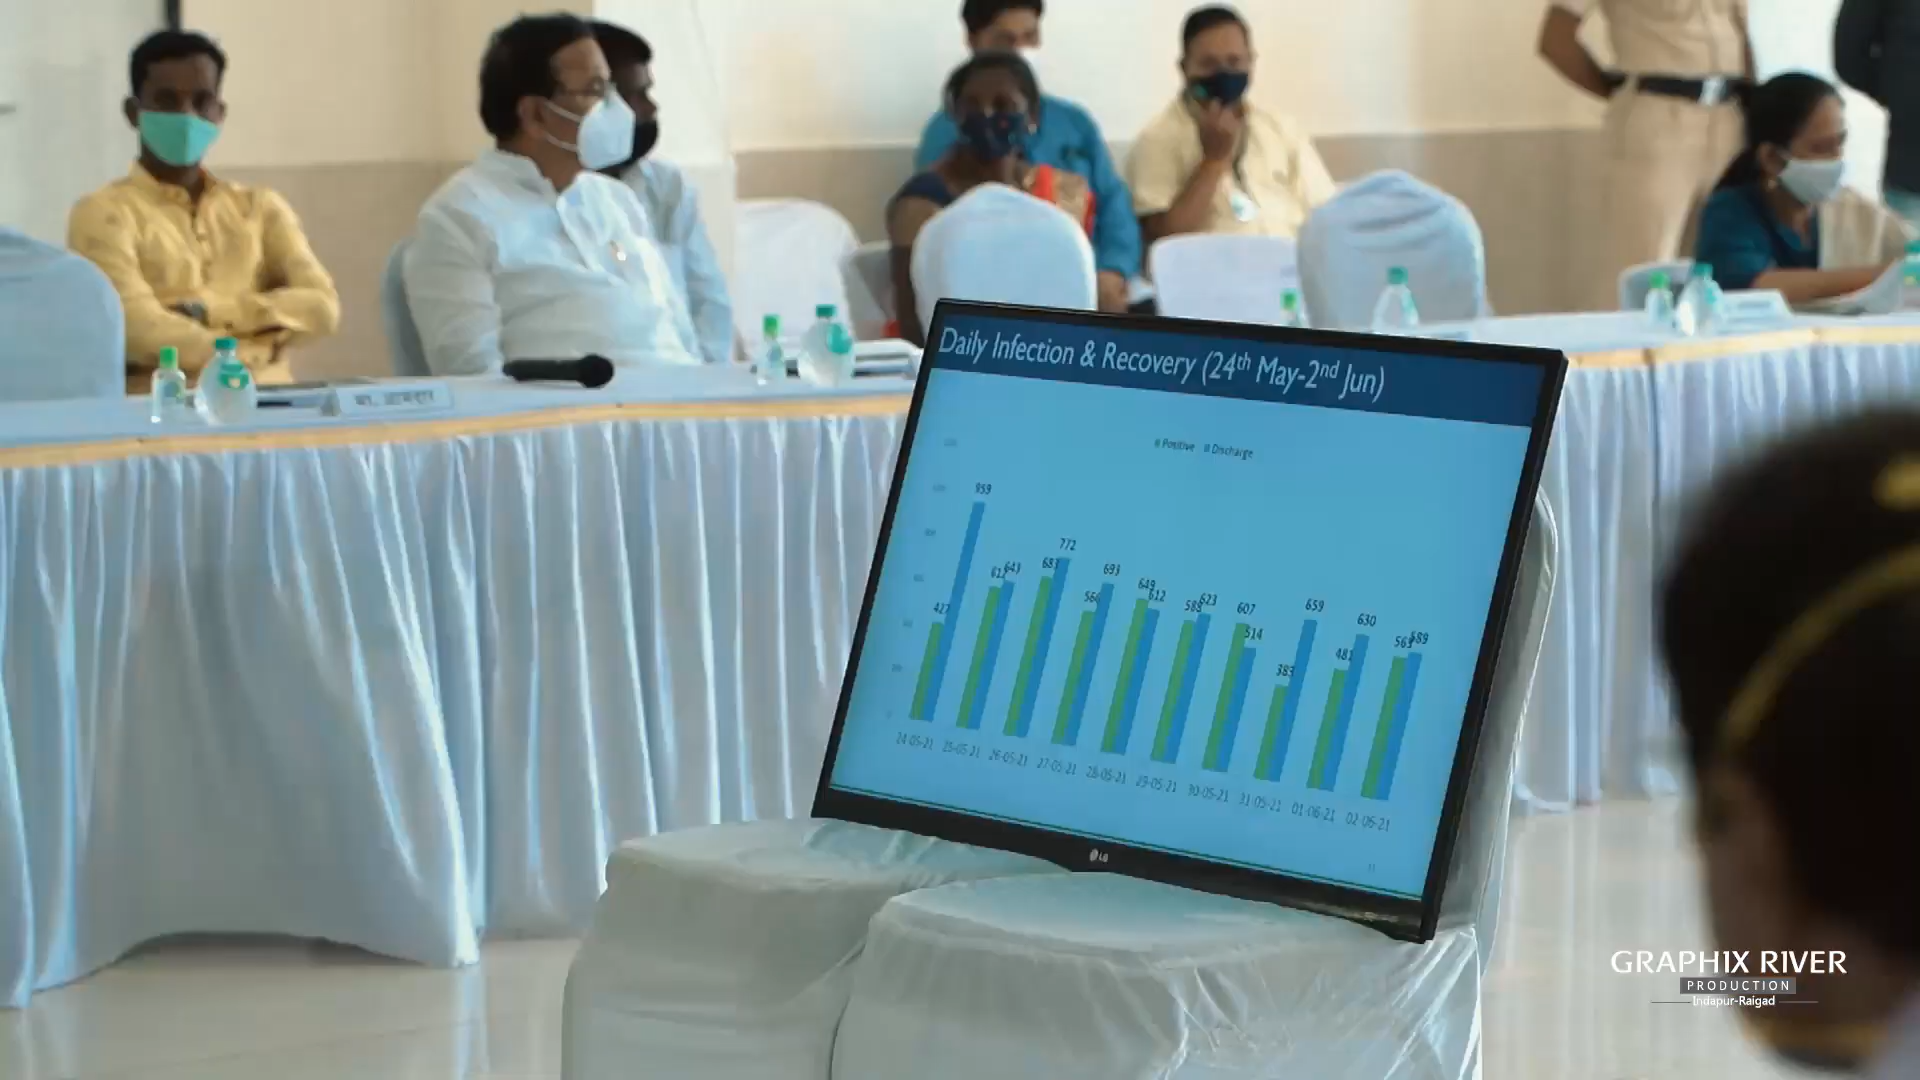 Daily Infection & Recovery (24th May-2nd Jun)
Positive Discharge
959
427
612 643
683 772
566 693
649 612
588 623
607 514
383 659
481 630
563 589
24-05-21 25-05-21 26-05-21 27-05-21 28-05-21 29-05-21 30-05-21 31-05-21 01-06-21 02-06-21
LG
मा. आमदार
GRAPHIX RIVER
PRODUCTION
Indapur-Raigad